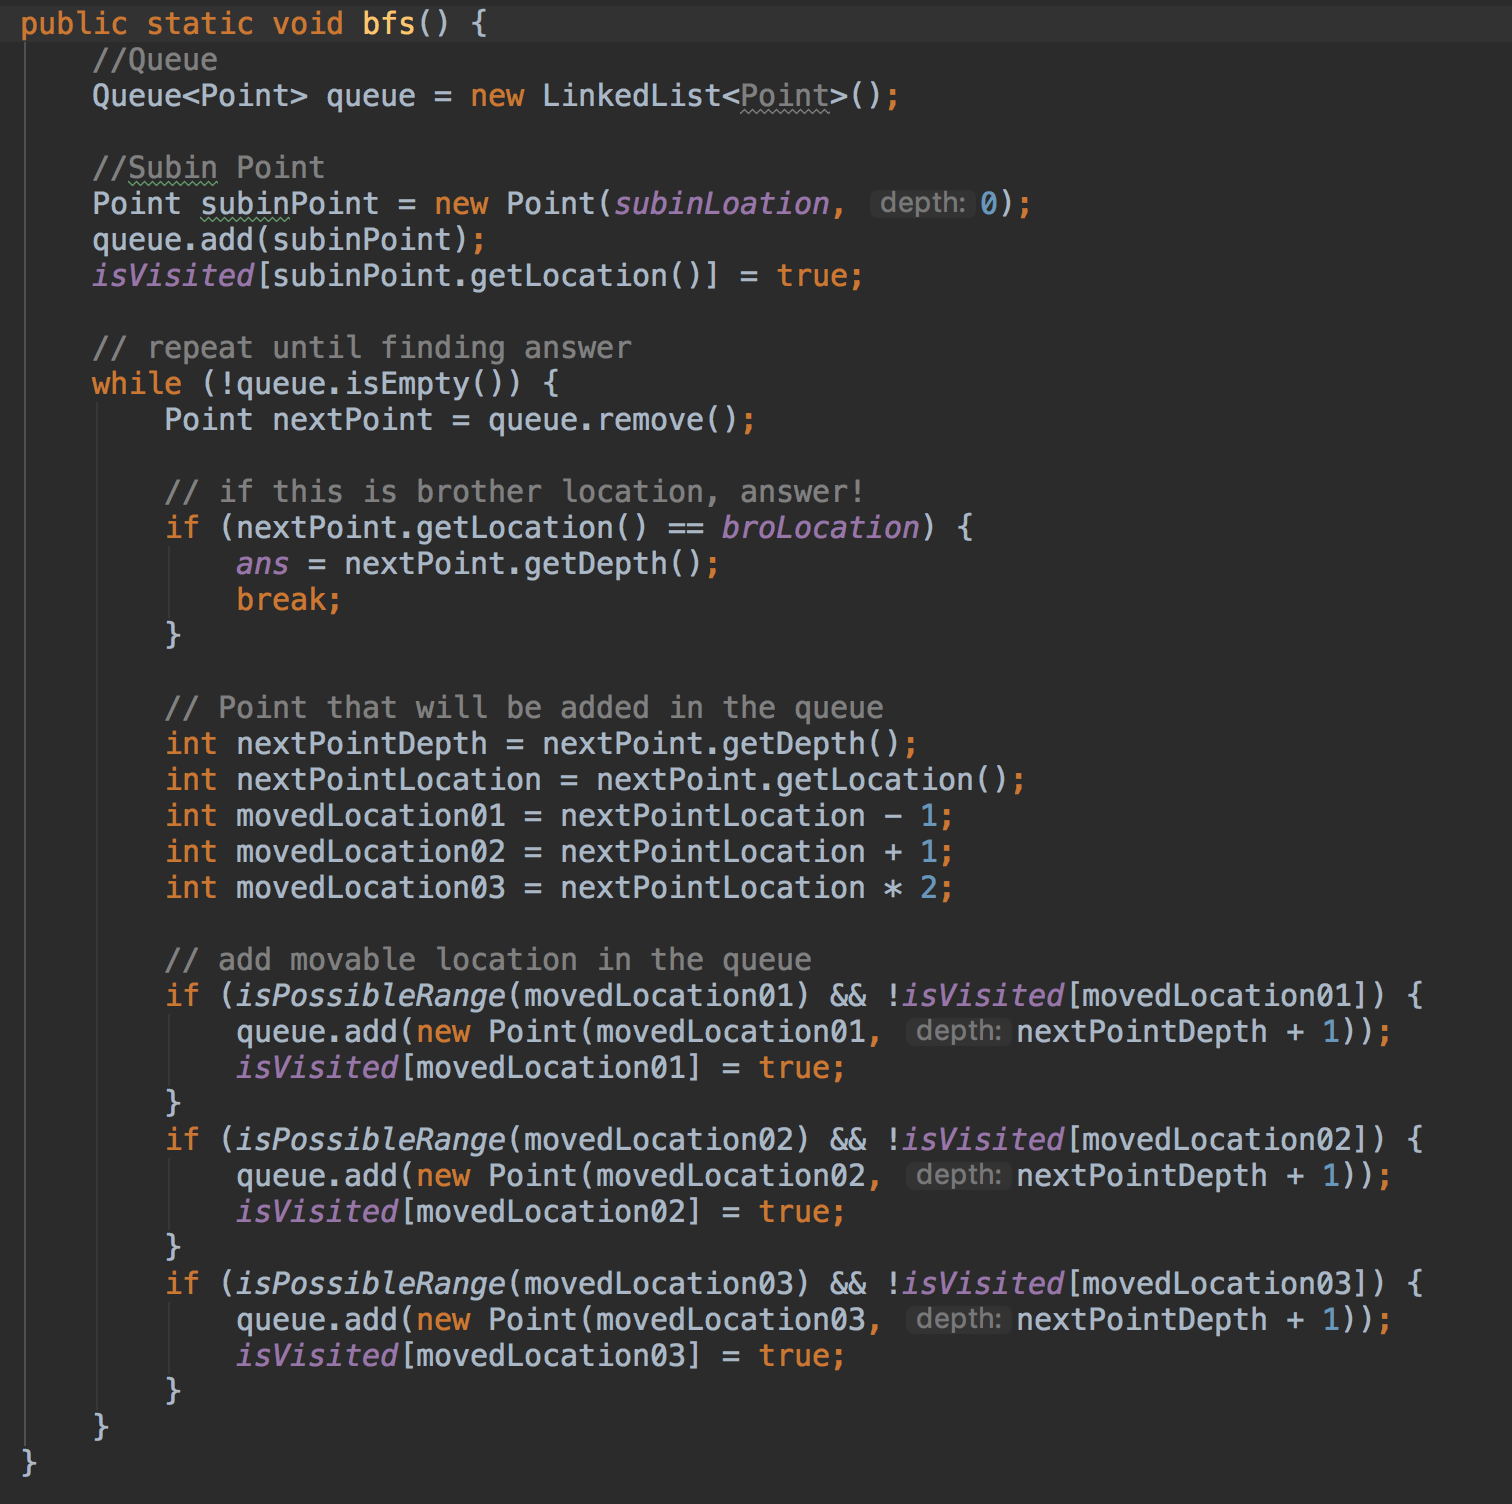 public static void bfs() {
    //Queue
    Queue<Point> queue = new LinkedList<Point>();

    //Subin Point
    Point subinPoint = new Point(subinLoation, depth: 0);
    queue.add(subinPoint);
    isVisited[subinPoint.getLocation()] = true;

    // repeat until finding answer
    while (!queue.isEmpty()) {
        Point nextPoint = queue.remove();

        // if this is brother location, answer!
        if (nextPoint.getLocation() == broLocation) {
            ans = nextPoint.getDepth();
            break;
        }

        // Point that will be added in the queue
        int nextPointDepth = nextPoint.getDepth();
        int nextPointLocation = nextPoint.getLocation();
        int movedLocation01 = nextPointLocation - 1;
        int movedLocation02 = nextPointLocation + 1;
        int movedLocation03 = nextPointLocation * 2;

        // add movable location in the queue
        if (isPossibleRange(movedLocation01) && !isVisited[movedLocation01]) {
            queue.add(new Point(movedLocation01, depth: nextPointDepth + 1));
            isVisited[movedLocation01] = true;
        }
        if (isPossibleRange(movedLocation02) && !isVisited[movedLocation02]) {
            queue.add(new Point(movedLocation02, depth: nextPointDepth + 1));
            isVisited[movedLocation02] = true;
        }
        if (isPossibleRange(movedLocation03) && !isVisited[movedLocation03]) {
            queue.add(new Point(movedLocation03, depth: nextPointDepth + 1));
            isVisited[movedLocation03] = true;
        }
    }
}